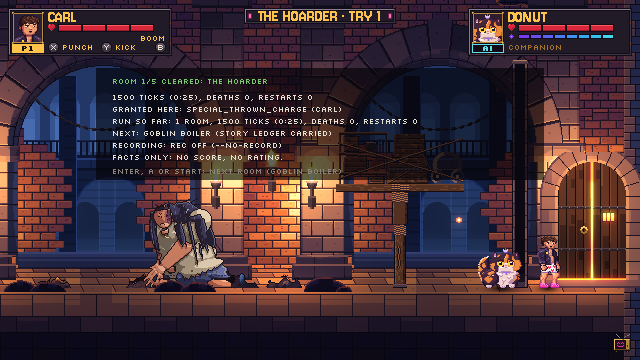 CARL
THE HOARDER · TRY 1
DONUT
BOOM
P1
X PUNCH Y KICK B
AI
COMPANION
ROOM 1/5 CLEARED: THE HOARDER
1500 TICKS (0:25), DEATHS 0, RESTARTS 0
GRANTED HERE: SPECIAL_THROWN_CHARGE (CARL)
RUN SO FAR: 1 ROOM, 1500 TICKS (0:25), DEATHS 0, RESTARTS 0
NEXT: GOBLIN BOILER (STORY LEDGER CARRIED)
RECORDING: REC OFF (--NO-RECORD)
FACTS ONLY: NO SCORE, NO RATING.
ENTER, A OR START: NEXT ROOM (GOBLIN_BOILER)